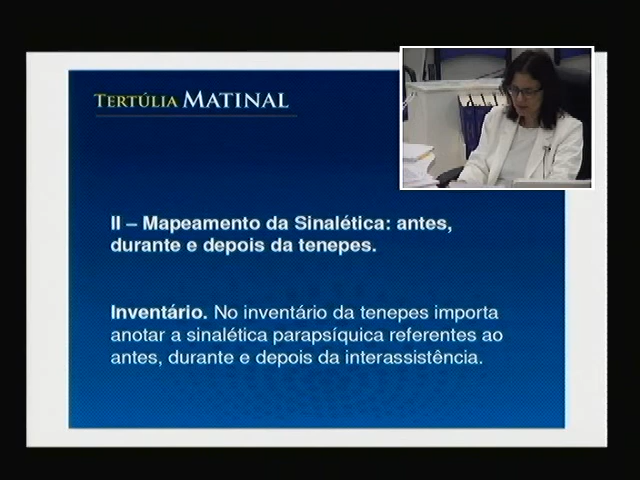 TERTÚLIA MATINAL
II – Mapeamento da Sinalética: antes,
durante e depois da tenepes.
Inventário. No inventário da tenepes importa
anotar a sinalética parapsíquica referentes ao
antes, durante e depois da interassistência.